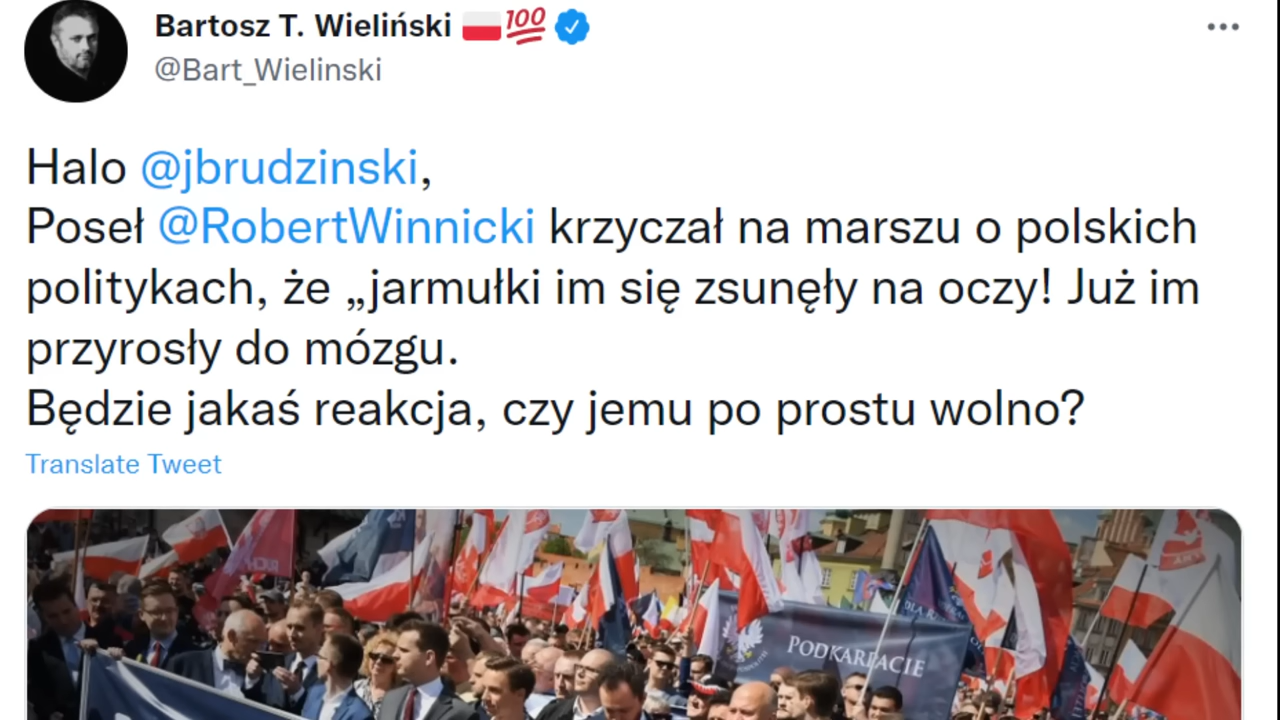 Bartosz T. Wieliński 🇵🇱💯
@Bart_Wielinski
Halo @jbrudzinski,
Poseł @RobertWinnicki krzyczał na marszu o polskich
politykach, że „jarmułki im się zsunęły na oczy! Już im
przyrosły do mózgu.
Będzie jakaś reakcja, czy jemu po prostu wolno?
Translate Tweet
PODKARPACIE